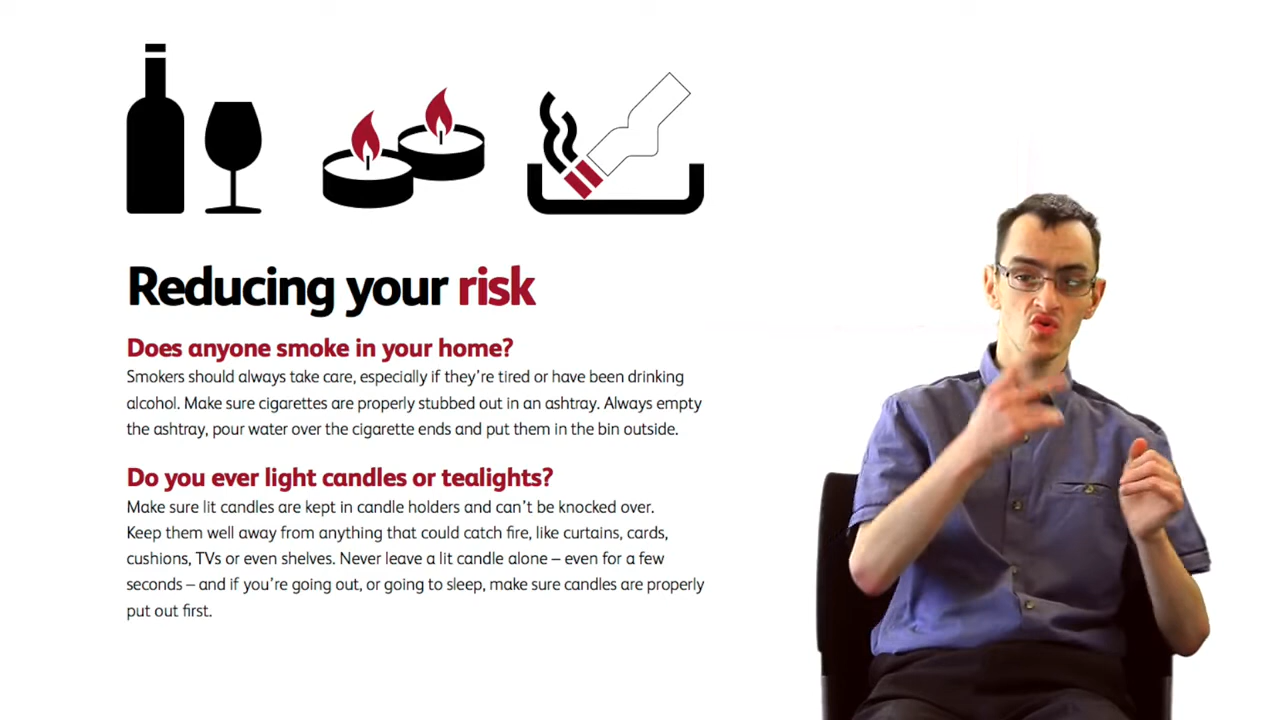 Reducing your risk
Does anyone smoke in your home?
Smokers should always take care, especially if they're tired or have been drinking
alcohol. Make sure cigarettes are properly stubbed out in an ashtray. Always empty
the ashtray, pour water over the cigarette ends and put them in the bin outside.
Do you ever light candles or tealights?
Make sure lit candles are kept in candle holders and can't be knocked over.
Keep them well away from anything that could catch fire, like curtains, cards,
cushions, TVs or even shelves. Never leave a lit candle alone – even for a few
seconds – and if you're going out, or going to sleep, make sure candles are properly
put out first.